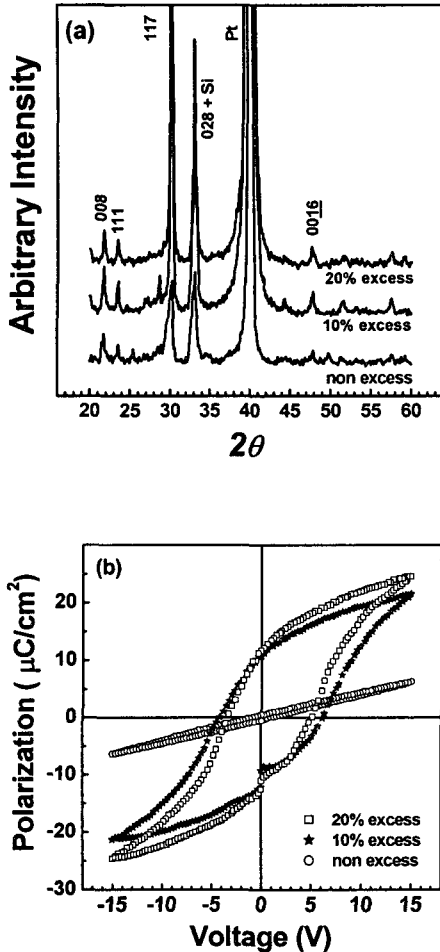 (a)
117
Pt
028 + Si
008
111
0016
20% excess
10% excess
non excess
Arbitrary Intensity
20 25 30 35 40 45 50 55 60
2θ
(b)
Polarization ( μC/cm²)
20
10
0
-10
-20
-30
20% excess
10% excess
non excess
-15 -10 -5 0 5 10 15
Voltage (V)